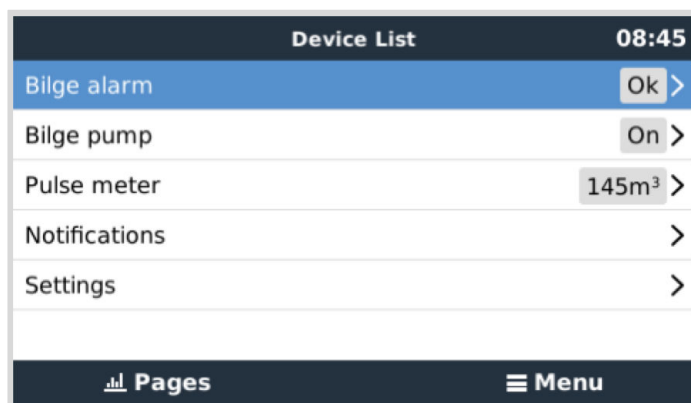 Device List 08:45
Bilge alarm Ok
Bilge pump On
Pulse meter 145m³
Notifications
Settings
Pages Menu